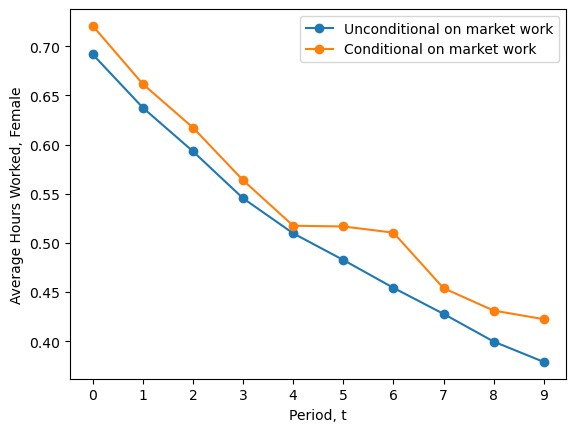 Unconditional on market work
Conditional on market work
Average Hours Worked, Female
0.70
0.65
0.60
0.55
0.50
0.45
0.40
0 1 2 3 4 5 6 7 8 9
Period, t